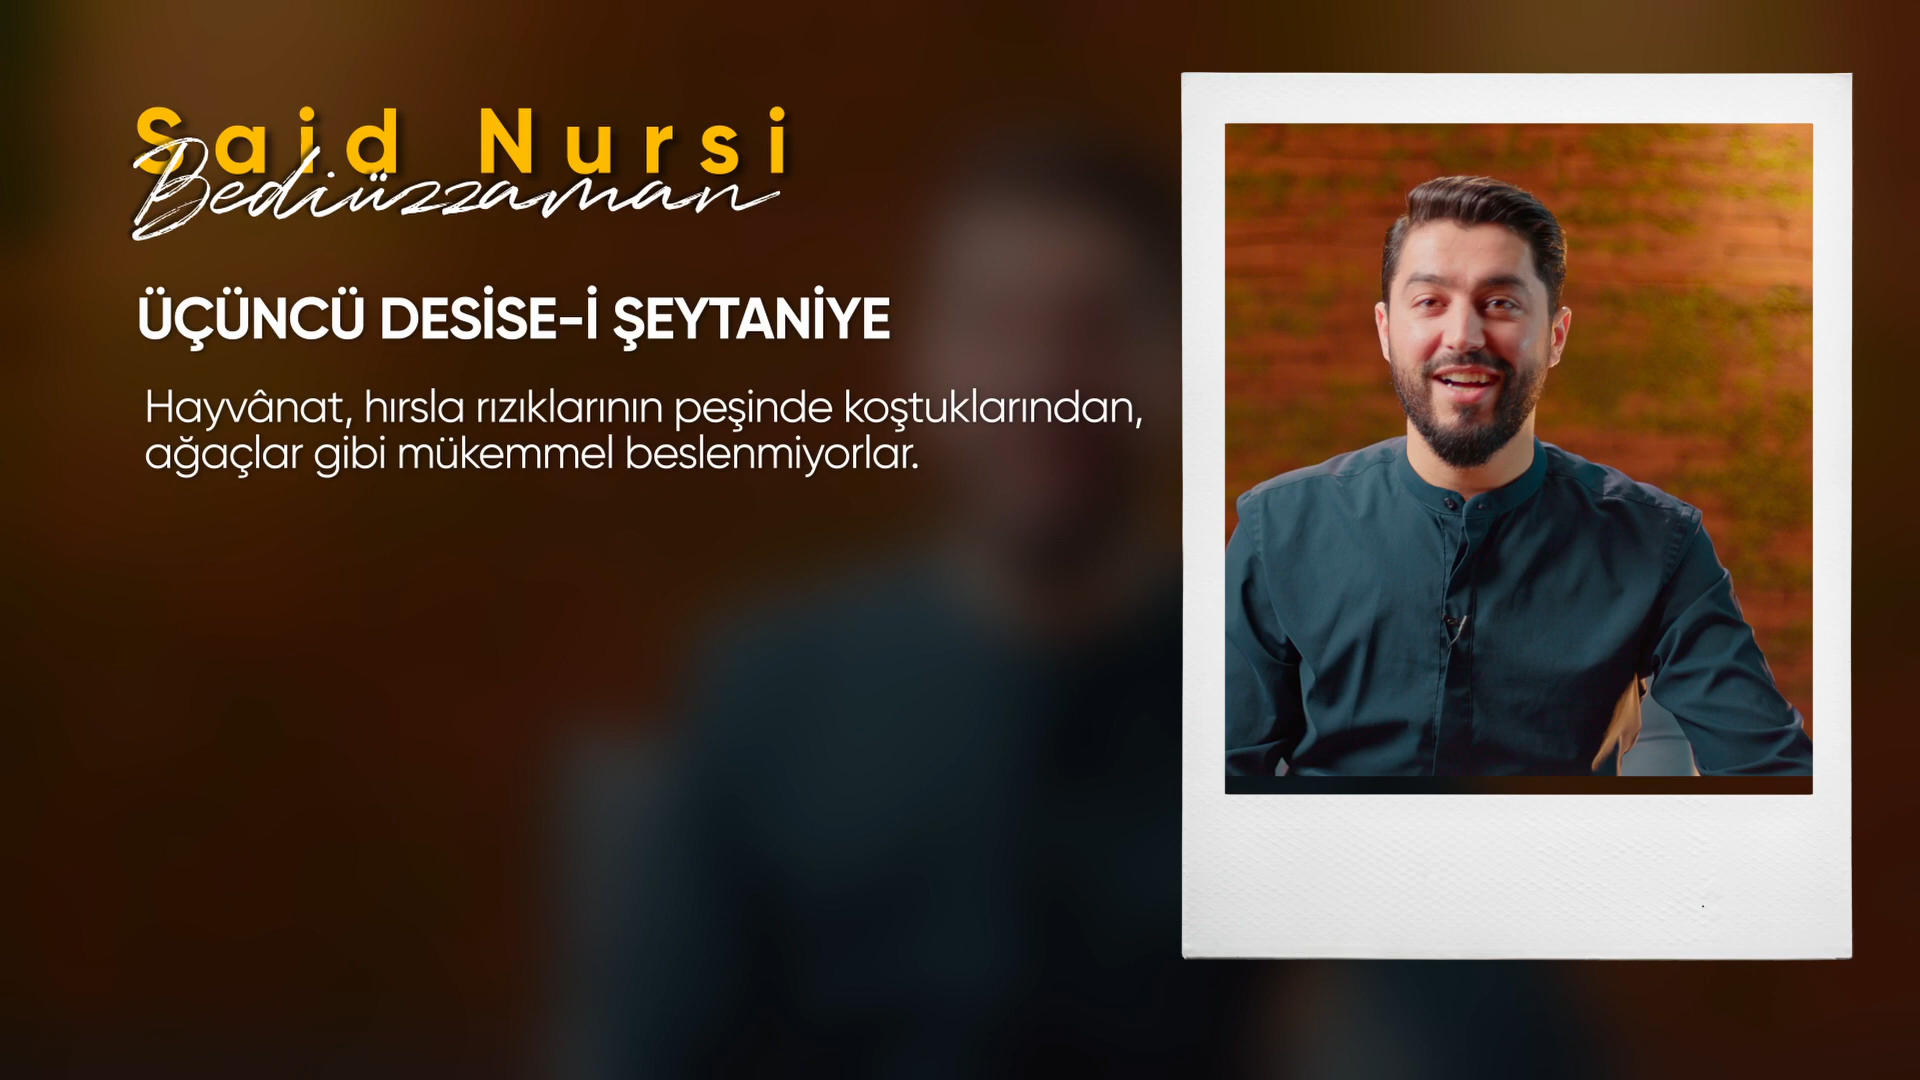 Said Nursi
Bediüzzaman
ÜÇÜNCÜ DESİSE-İ ŞEYTANİYE
Hayvânat, hırsla rızıklarının peşinde koştuklarından,
ağaçlar gibi mükemmel beslenmiyorlar.